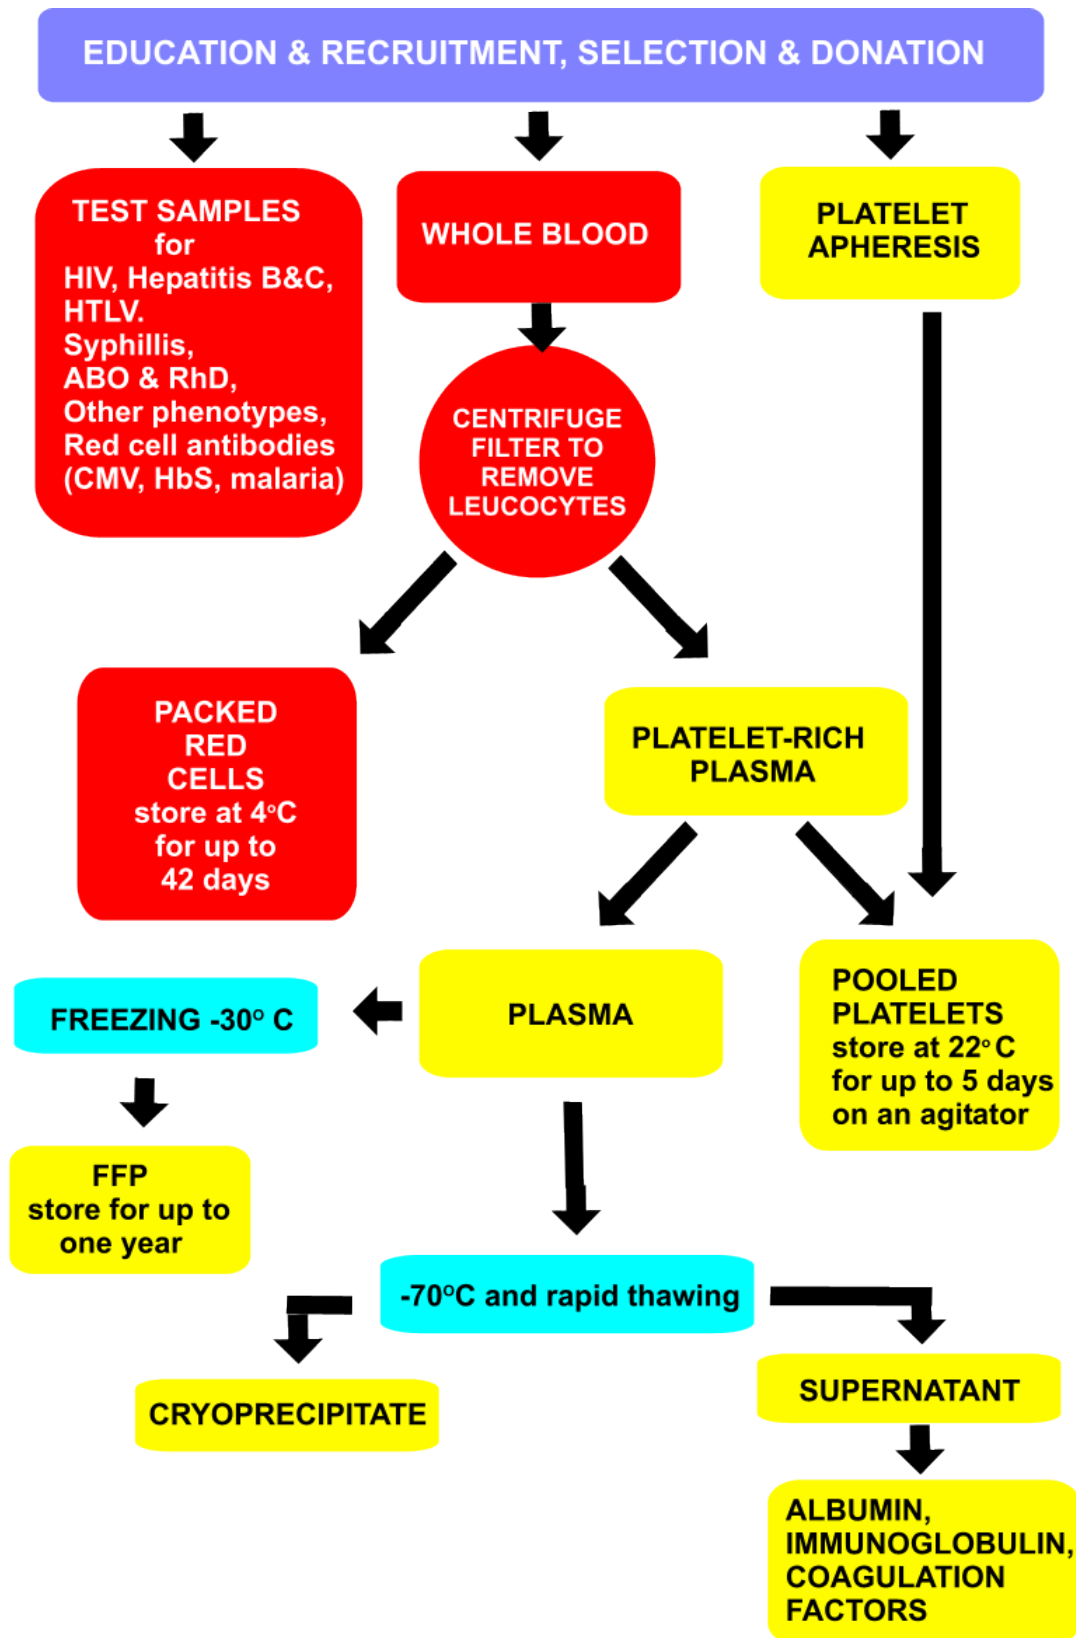 EDUCATION & RECRUITMENT, SELECTION & DONATION
TEST SAMPLES
for
HIV, Hepatitis B&C,
HTLV.
Syphillis,
ABO & RhD,
Other phenotypes,
Red cell antibodies
(CMV, HbS, malaria)
WHOLE BLOOD
PLATELET
APHERESIS
CENTRIFUGE
FILTER TO
REMOVE
LEUCOCYTES
PACKED
RED
CELLS
store at 4°C
for up to
42 days
PLATELET-RICH
PLASMA
FREEZING -30° C
PLASMA
POOLED
PLATELETS
store at 22° C
for up to 5 days
on an agitator
FFP
store for up to
one year
-70°C and rapid thawing
CRYOPRECIPITATE
SUPERNATANT
ALBUMIN,
IMMUNOGLOBULIN,
COAGULATION
FACTORS